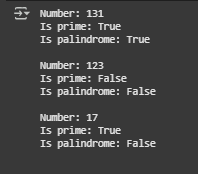 Number: 131
Is prime: True
Is palindrome: True
Number: 123
Is prime: False
Is palindrome: False
Number: 17
Is prime: True
Is palindrome: False